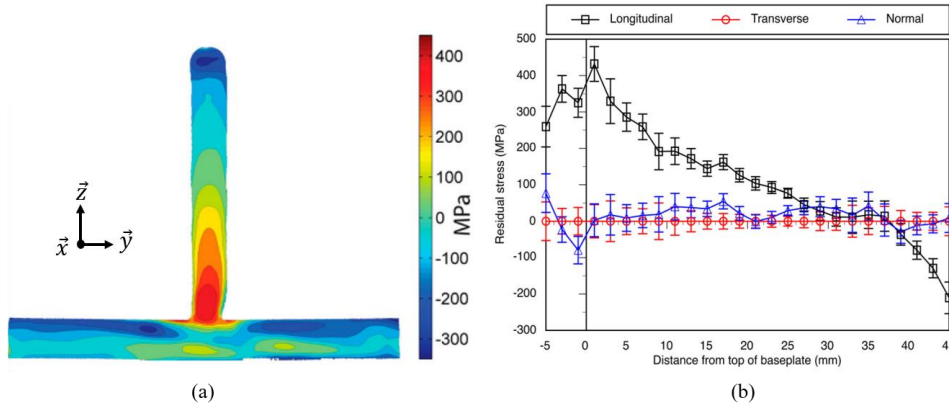 400
300
200
100
0
-100
-200
-300
MPa
z
x
y
(a)
Longitudinal
Transverse
Normal
500
400
300
200
100
0
-100
-200
-300
Residual stress (MPa)
-5 0 5 10 15 20 25 30 35 40 4
Distance from top of baseplate (mm)
(b)